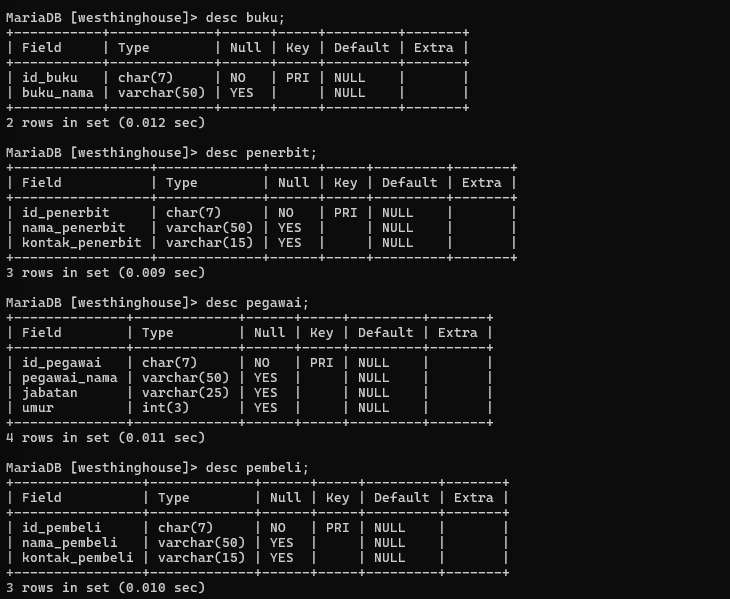 MariaDB [westhinghouse]> desc buku;
+-----------+-------------+------+-----+---------+-------+
| Field     | Type        | Null | Key | Default | Extra |
+-----------+-------------+------+-----+---------+-------+
| id_buku   | char(7)     | NO   | PRI | NULL    |       |
| buku_nama | varchar(50) | YES  |     | NULL    |       |
+-----------+-------------+------+-----+---------+-------+
2 rows in set (0.012 sec)

MariaDB [westhinghouse]> desc penerbit;
+-----------------+-------------+------+-----+---------+-------+
| Field           | Type        | Null | Key | Default | Extra |
+-----------------+-------------+------+-----+---------+-------+
| id_penerbit     | char(7)     | NO   | PRI | NULL    |       |
| nama_penerbit   | varchar(50) | YES  |     | NULL    |       |
| kontak_penerbit | varchar(15) | YES  |     | NULL    |       |
+-----------------+-------------+------+-----+---------+-------+
3 rows in set (0.009 sec)

MariaDB [westhinghouse]> desc pegawai;
+--------------+-------------+------+-----+---------+-------+
| Field        | Type        | Null | Key | Default | Extra |
+--------------+-------------+------+-----+---------+-------+
| id_pegawai   | char(7)     | NO   | PRI | NULL    |       |
| pegawai_nama | varchar(50) | YES  |     | NULL    |       |
| jabatan      | varchar(25) | YES  |     | NULL    |       |
| umur         | int(3)      | YES  |     | NULL    |       |
+--------------+-------------+------+-----+---------+-------+
4 rows in set (0.011 sec)

MariaDB [westhinghouse]> desc pembeli;
+----------------+-------------+------+-----+---------+-------+
| Field          | Type        | Null | Key | Default | Extra |
+----------------+-------------+------+-----+---------+-------+
| id_pembeli     | char(7)     | NO   | PRI | NULL    |       |
| nama_pembeli   | varchar(50) | YES  |     | NULL    |       |
| kontak_pembeli | varchar(15) | YES  |     | NULL    |       |
+----------------+-------------+------+-----+---------+-------+
3 rows in set (0.010 sec)